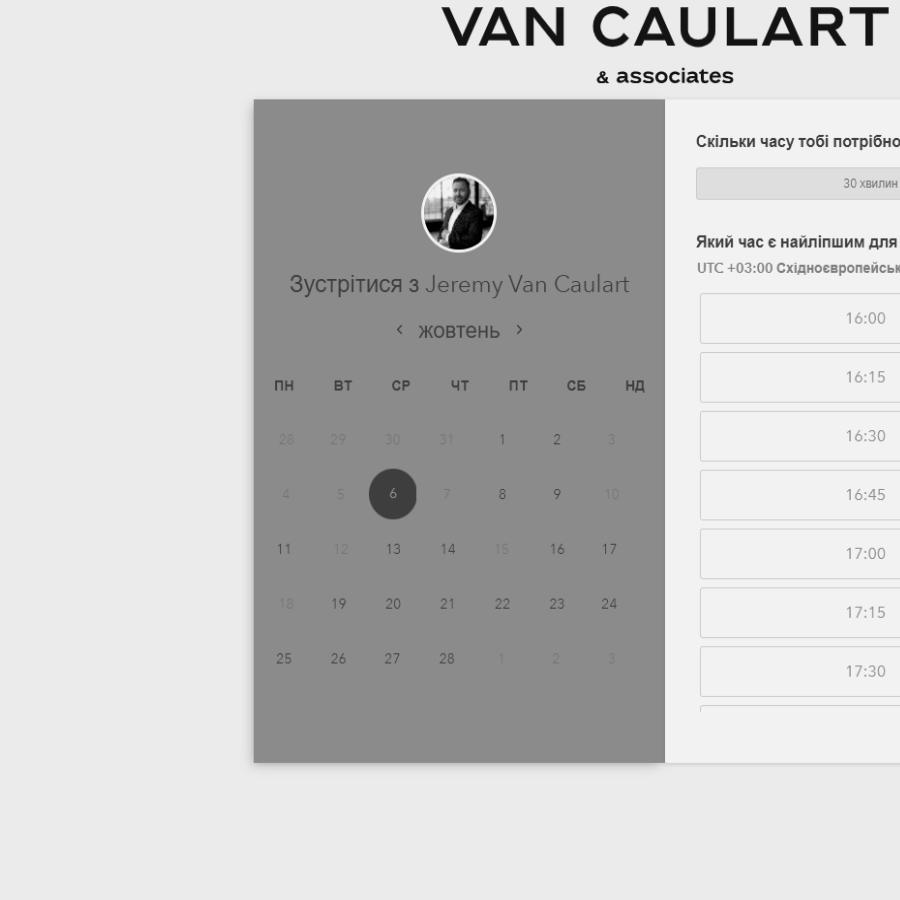 VAN CAULART
& associates
Зустрітися з Jeremy Van Caulart
жовтень
ПН ВТ СР ЧТ ПТ СБ НД
28 29 30 31 1 2 3
4 5 6 7 8 9 10
11 12 13 14 15 16 17
18 19 20 21 22 23 24
25 26 27 28 1 2 3
Скільки часу тобі потрібно
30 хвилин
Який час є найліпшим для
UTC +03:00 Східноєвропейськ
16:00
16:15
16:30
16:45
17:00
17:15
17:30